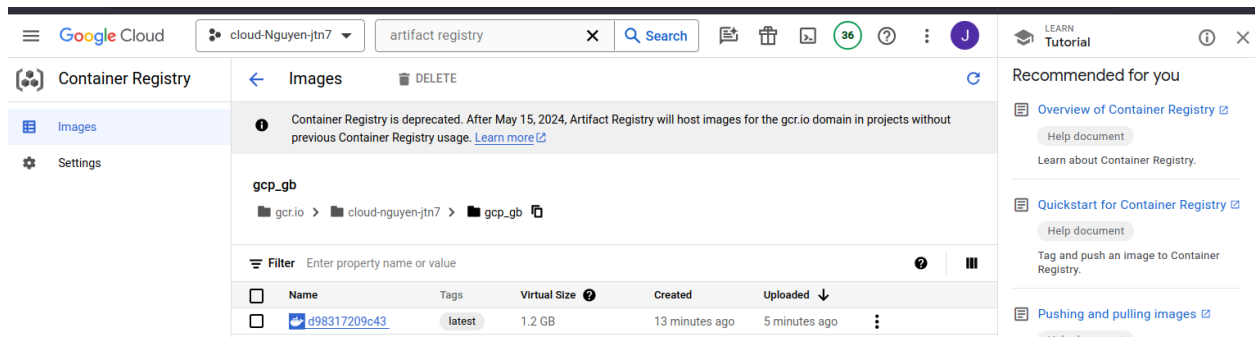 Google Cloud
cloud-Nguyen-jtn7
artifact registry
Search
36
J
LEARN
Tutorial
Container Registry
Images
DELETE
Recommended for you
Images
Settings
Container Registry is deprecated. After May 15, 2024, Artifact Registry will host images for the gcr.io domain in projects without
previous Container Registry usage. Learn more
gcp_gb
gcr.io > cloud-nguyen-jtn7 > gcp_gb
Filter Enter property name or value
Name Tags Virtual Size Created Uploaded
d98317209c43 latest 1.2 GB 13 minutes ago 5 minutes ago
Overview of Container Registry
Help document
Learn about Container Registry.
Quickstart for Container Registry
Help document
Tag and push an image to Container
Registry.
Pushing and pulling images